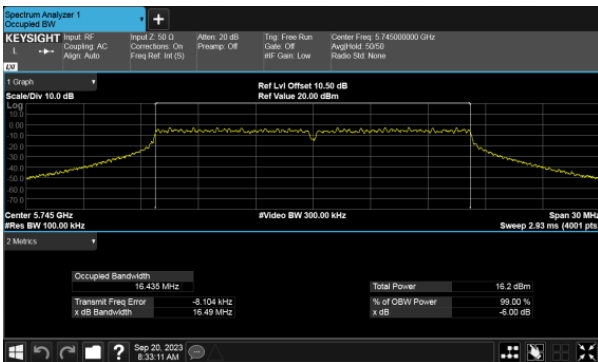 Spectrum Analyzer 1
Occupied BW
KEYSIGHT Input: RF Input Z: 50 Ω Atten: 20 dB Trig: Free Run Center Freq: 5.745000000 GHz
L Coupling: AC Corrections: On Preamp: Off Gate: Off Avg|Hold: 50/50
Align: Auto Freq Ref: Int (S) #IF Gain: Low Radio Std: None
LXI
1 Graph
Ref Lvl Offset 10.50 dB
Scale/Div 10.0 dB Ref Value 20.00 dBm
Log
10.0
0.00
-10.0
-20.0
-30.0
-40.0
-50.0
-60.0
-70.0
Center 5.745 GHz #Video BW 300.00 kHz Span 30 MHz
#Res BW 100.00 kHz Sweep 2.93 ms (4001 pts)
2 Metrics
Occupied Bandwidth
16.435 MHz Total Power 16.2 dBm
Transmit Freq Error -8.104 kHz % of OBW Power 99.00 %
x dB Bandwidth 16.49 MHz x dB -6.00 dB
Sep 20, 2023
8:33:11 AM